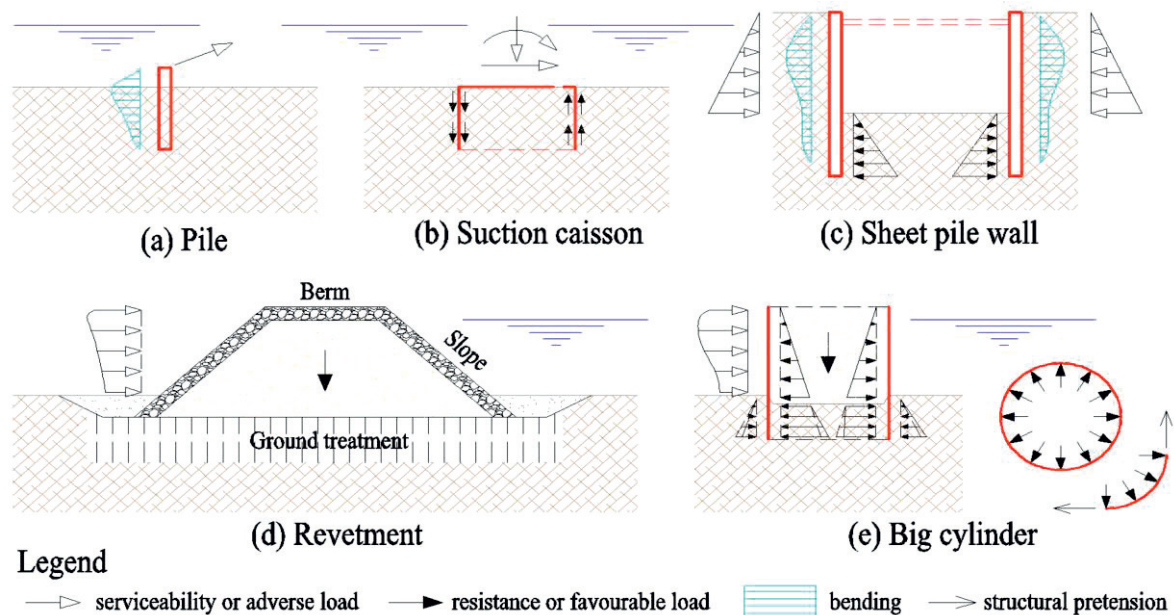 (a) Pile
(b) Suction caisson
(c) Sheet pile wall
Berm
Slope
Ground treatment
(d) Revetment
(e) Big cylinder
Legend
serviceability or adverse load
resistance or favourable load
bending
structural pretension